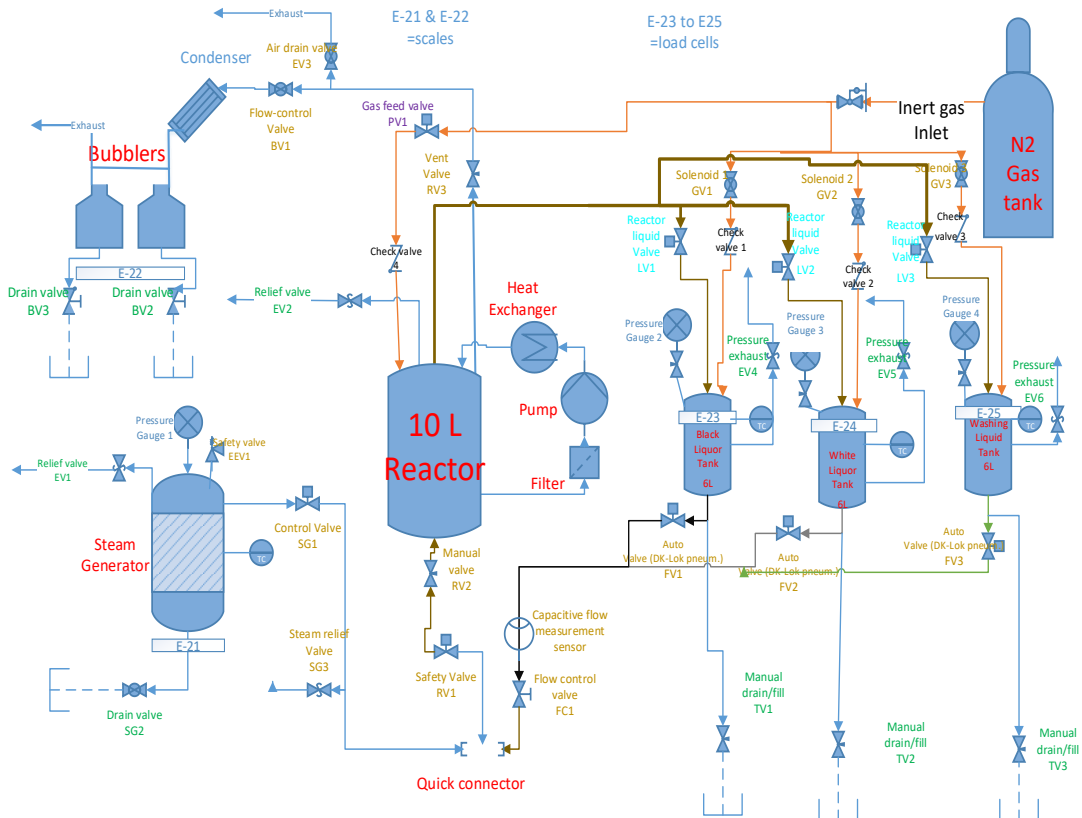 Exhaust
E-21 & E-22
=scales
E-23 to E25
=load cells
Condenser
Air drain valve
EV3
Flow-control
Valve
BV1
Gas feed valve
PV1
Inert gas
Inlet
N2
Gas
tank
Exhaust
Bubblers
Vent
Valve
RV3
Solenoid 1
GV1
Solenoid 2
GV2
Solenoid
GV3
Reactor
liquid
Valve
LV1
Check
valve 1
Reactor
liquid
Valve
LV2
Check
valve 2
Reactor
liquid
Valve
LV3
Check
valve 3
Check valve
4
E-22
Drain valve
BV3
Drain valve
BV2
Relief valve
EV2
Heat
Exchanger
Pump
Filter
10 L
Reactor
Pressure
Gauge 2
Pressure
Gauge 3
Pressure
Gauge 4
Pressure
exhaust
EV4
Pressure
exhaust
EV5
Pressure
exhaust
EV6
E-23
TC
Black
Liquor
Tank
6L
E-24
TC
White
Liquor
Tank
6L
E-25
TC
Washing
Liquid
Tank
6L
Pressure
Gauge 1
Safety valve
EEV1
Relief valve
EV1
Control Valve
SG1
Steam
Generator
TC
E-21
Manual
valve
RV2
Auto
Valve (DK-Lok pneum.)
FV1
Auto
Valve (DK-Lok pneum.)
FV2
Auto
Valve (DK-Lok pneum.)
FV3
Capacitive flow
measurement
sensor
Steam relief
Valve
SG3
Safety Valve
RV1
Flow control
valve
FC1
Drain valve
SG2
Quick connector
Manual
drain/fill
TV1
Manual
drain/fill
TV2
Manual
drain/fill
TV3